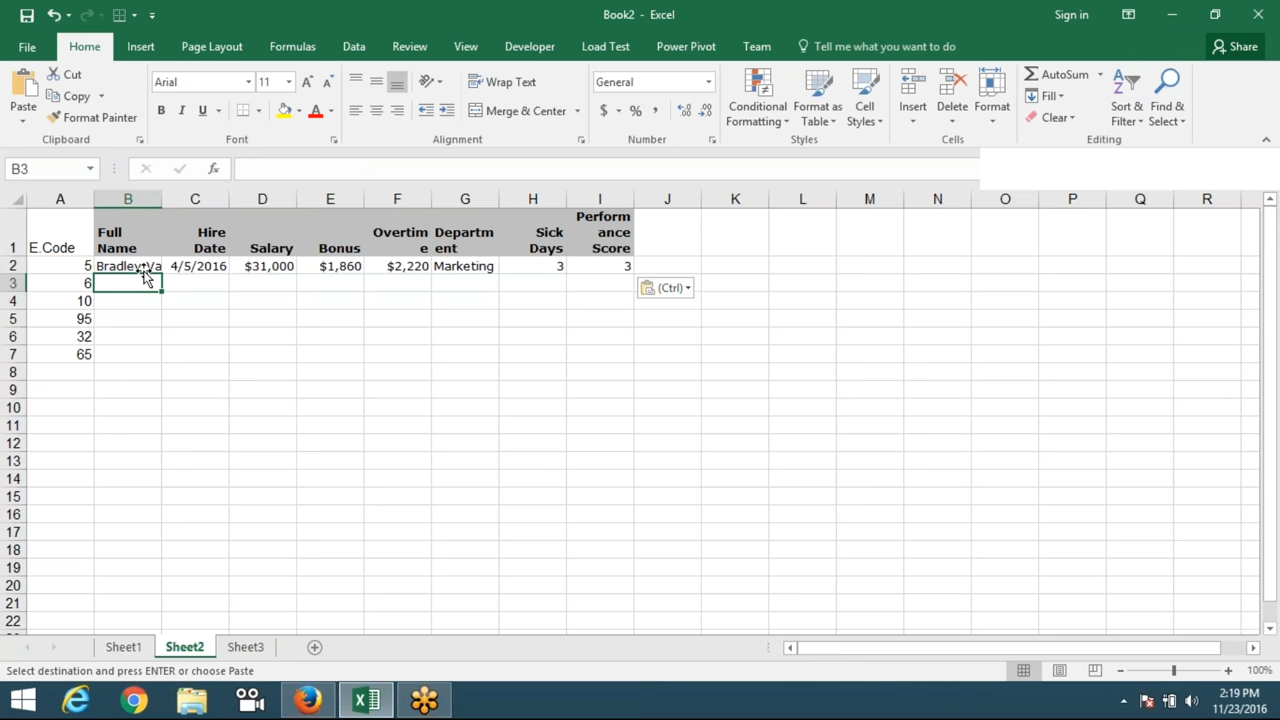 Book2 - Excel
Sign in
File Home Insert Page Layout Formulas Data Review View Developer Load Test Power Pivot Team Tell me what you want to do Share
Paste Cut Copy Format Painter Clipboard
Arial 11 B I U Font
Wrap Text Merge & Center Alignment
General $ % , Number
Conditional Formatting Format as Table Cell Styles Styles
Insert Delete Format Cells
AutoSum Fill Clear Sort & Filter Find & Select Editing
B3 fx
A B C D E F G H I J K L M N O P Q R
1 E.Code Full Name Hire Date Salary Bonus Overtime Department Sick Days Performance Score
2 5 Bradley Va 4/5/2016 $31,000 $1,860 $2,220 Marketing 3 3
3 6 (Ctrl)
4 10
5 95
6 32
7 65
8
9
10
11
12
13
14
15
16
17
18
19
20
21
22
Sheet1 Sheet2 Sheet3
Select destination and press ENTER or choose Paste 100%
2:19 PM
11/23/2016